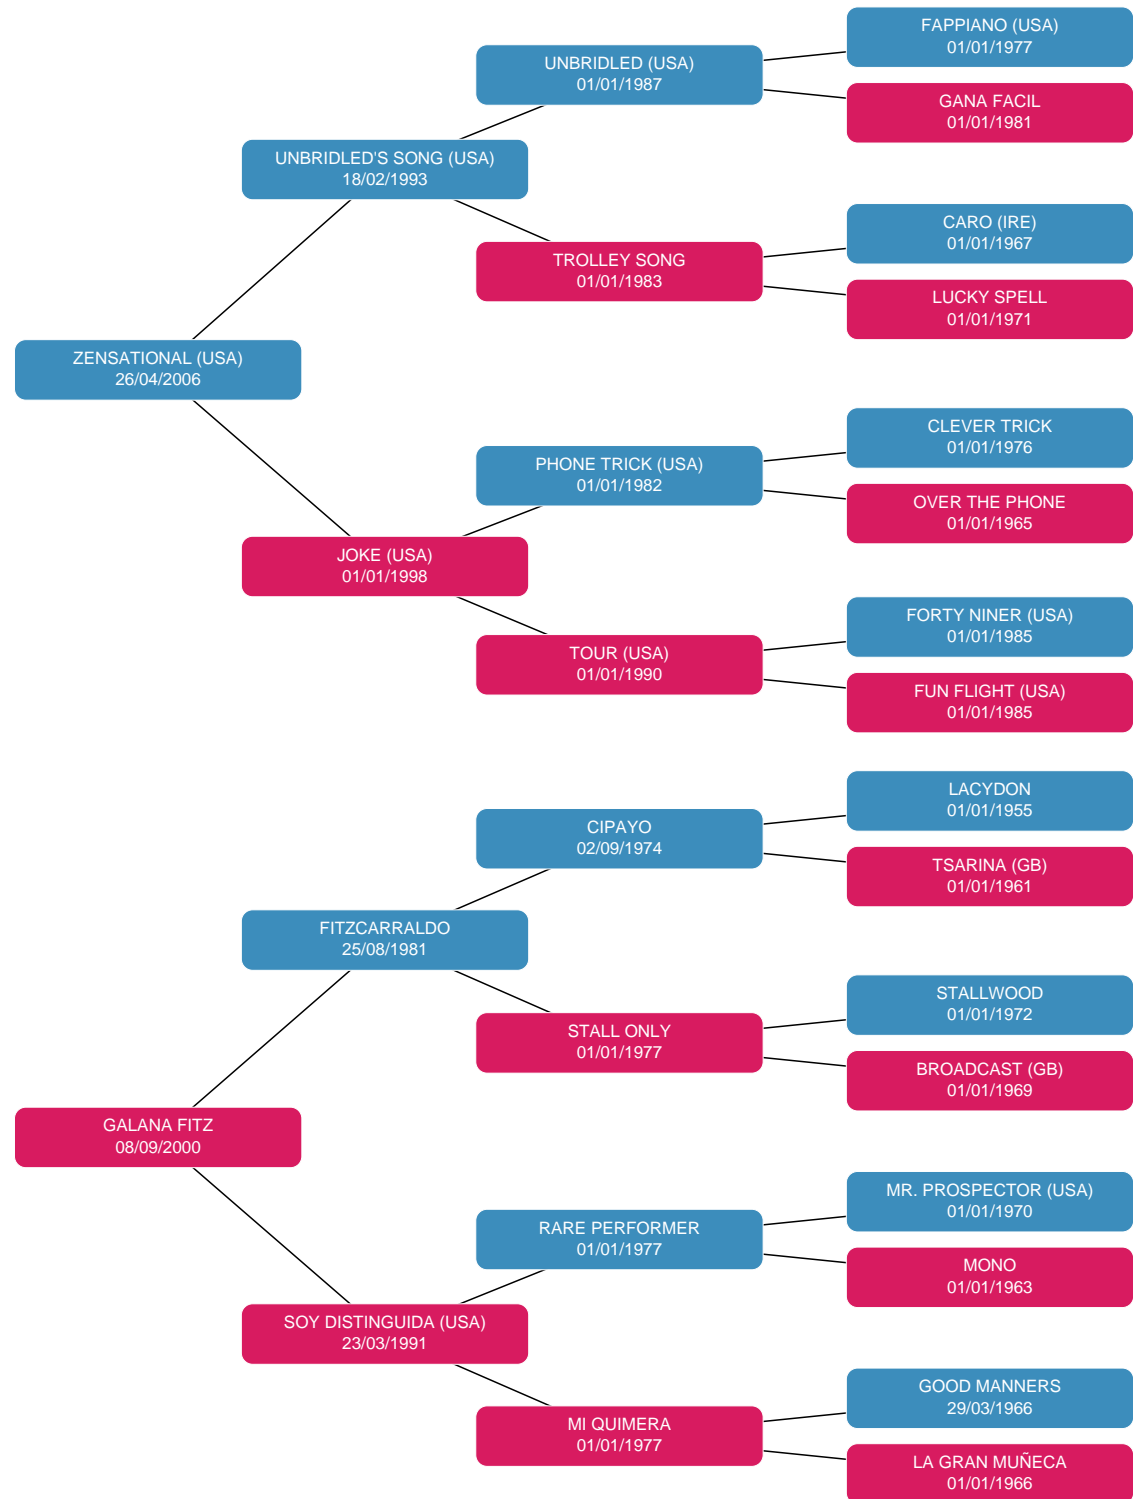 FAPPIANO (USA)
01/01/1977
UNBRIDLED (USA)
01/01/1987
GANA FACIL
01/01/1981
UNBRIDLED'S SONG (USA)
18/02/1993
CARO (IRE)
01/01/1967
TROLLEY SONG
01/01/1983
LUCKY SPELL
01/01/1971
ZENSATIONAL (USA)
26/04/2006
CLEVER TRICK
01/01/1976
PHONE TRICK (USA)
01/01/1982
OVER THE PHONE
01/01/1965
JOKE (USA)
01/01/1998
FORTY NINER (USA)
01/01/1985
TOUR (USA)
01/01/1990
FUN FLIGHT (USA)
01/01/1985
LACYDON
01/01/1955
CIPAYO
02/09/1974
TSARINA (GB)
01/01/1961
FITZCARRALDO
25/08/1981
STALLWOOD
01/01/1972
STALL ONLY
01/01/1977
BROADCAST (GB)
01/01/1969
GALANA FITZ
08/09/2000
MR. PROSPECTOR (USA)
01/01/1970
RARE PERFORMER
01/01/1977
MONO
01/01/1963
SOY DISTINGUIDA (USA)
23/03/1991
GOOD MANNERS
29/03/1966
MI QUIMERA
01/01/1977
LA GRAN MUÑECA
01/01/1966